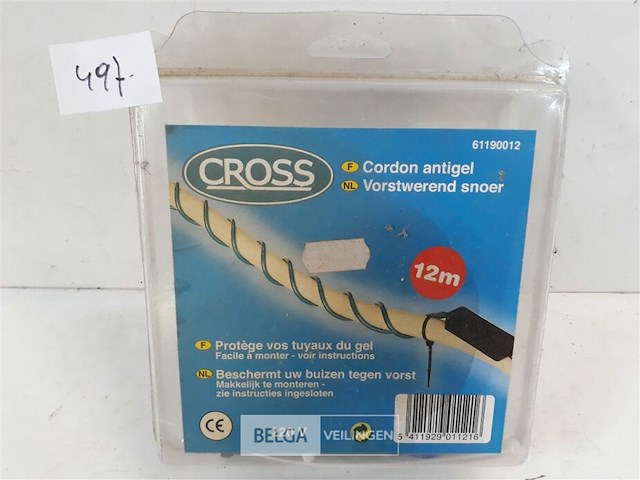 497-
61190012
CROSS
F Cordon antigel
NL Vorstwerend snoer
12m
F Protège vos tuyaux du gel
Facile à monter - voir instructions
NL Beschermt uw buizen tegen vorst
Makkelijk te monteren -
zie instructies ingesloten
CE
BELGA VEILINGEN
5 411929 011216